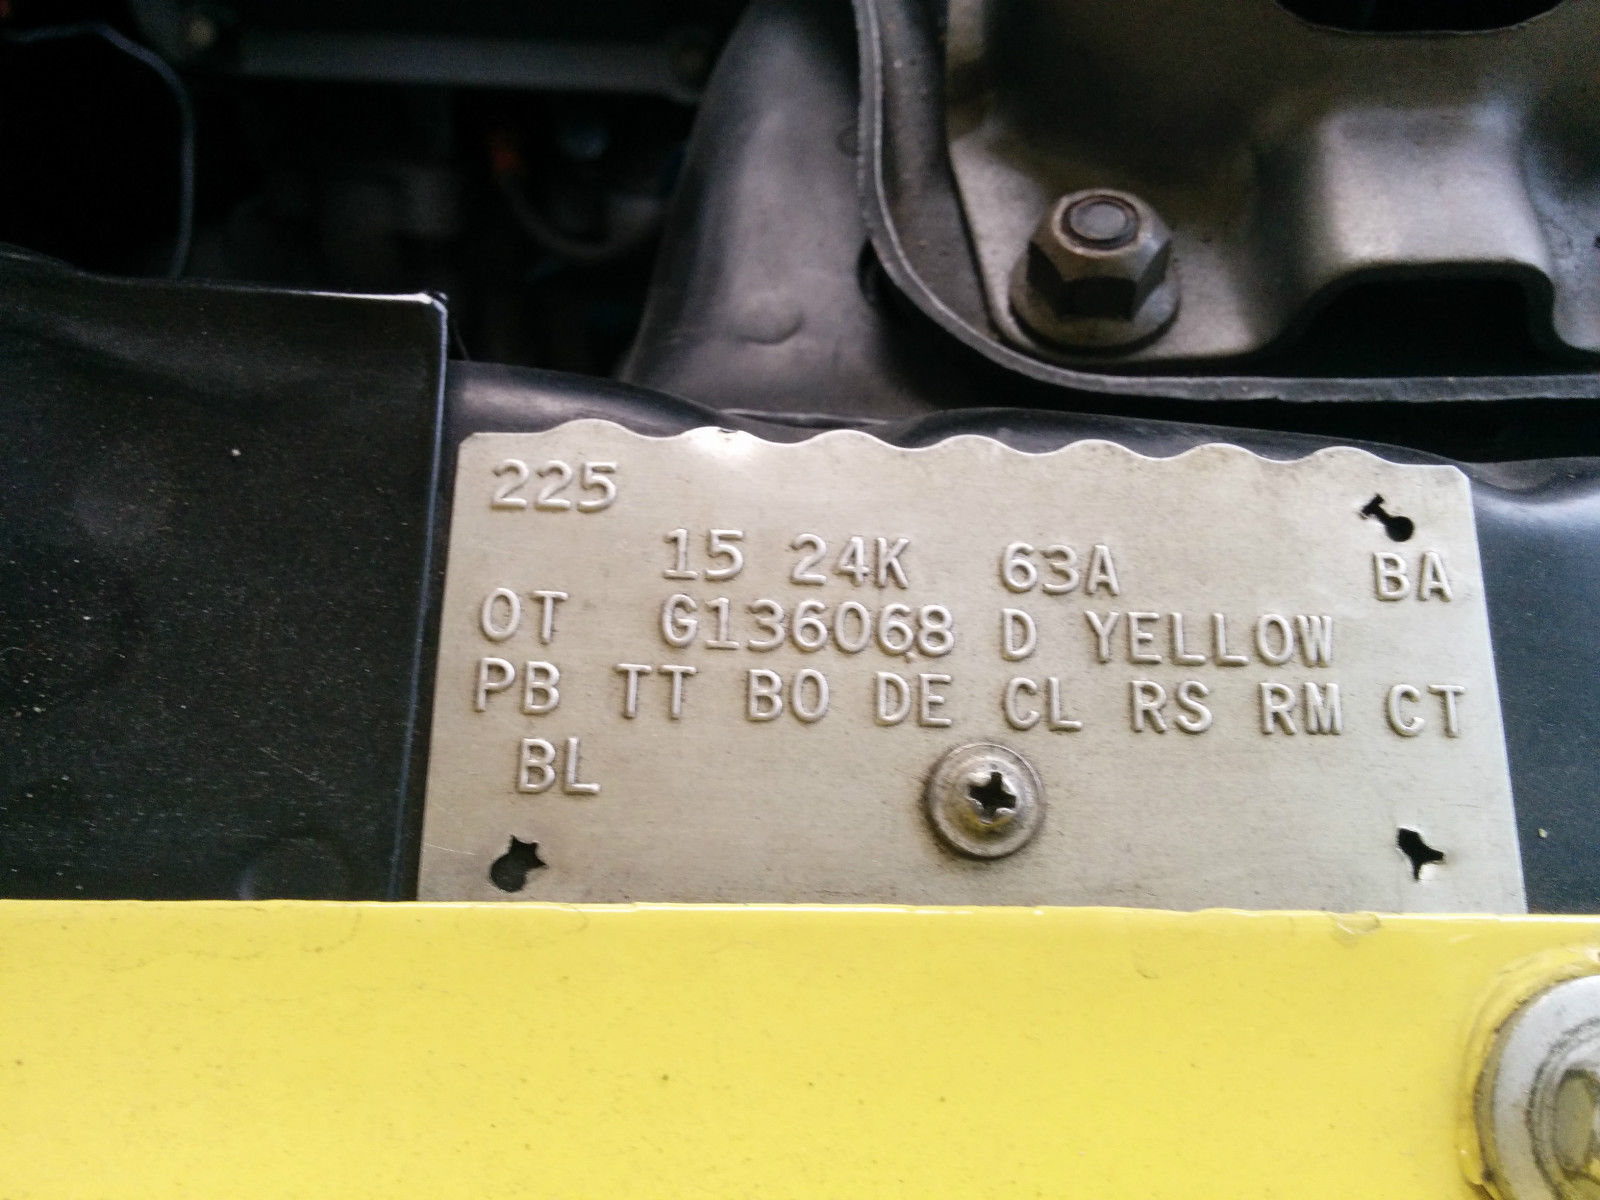 225
15 24K 63A BA
OT G136068 D YELLOW
PB TT BO DE CL RS RM CT
BL